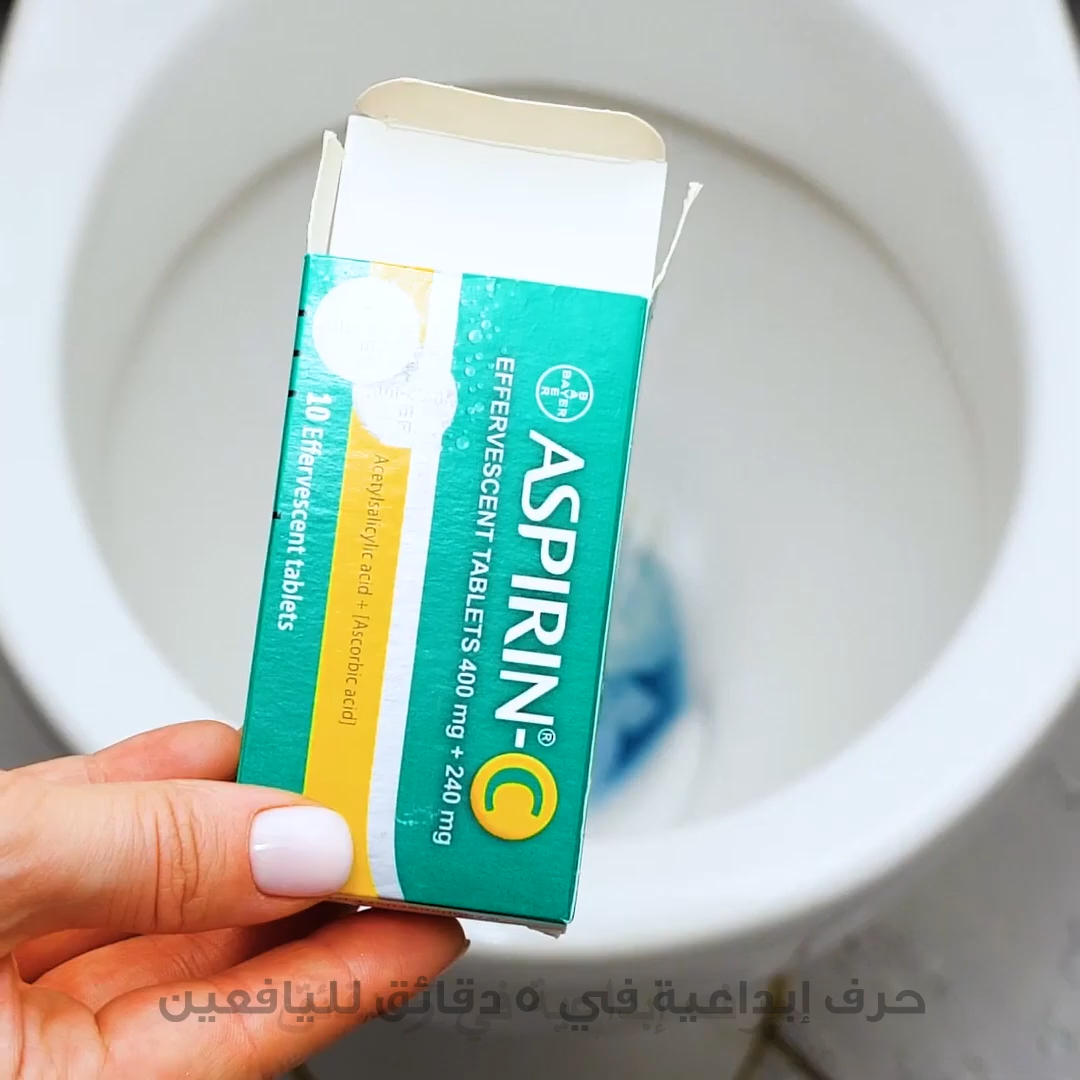 BAYER
ASPIRIN®-C
EFFERVESCENT TABLETS 400 mg + 240 mg
Acetylsalicylic acid + [Ascorbic acid]
10 Effervescent tablets
حرف إبداعية في ٥ دقائق لليافعين